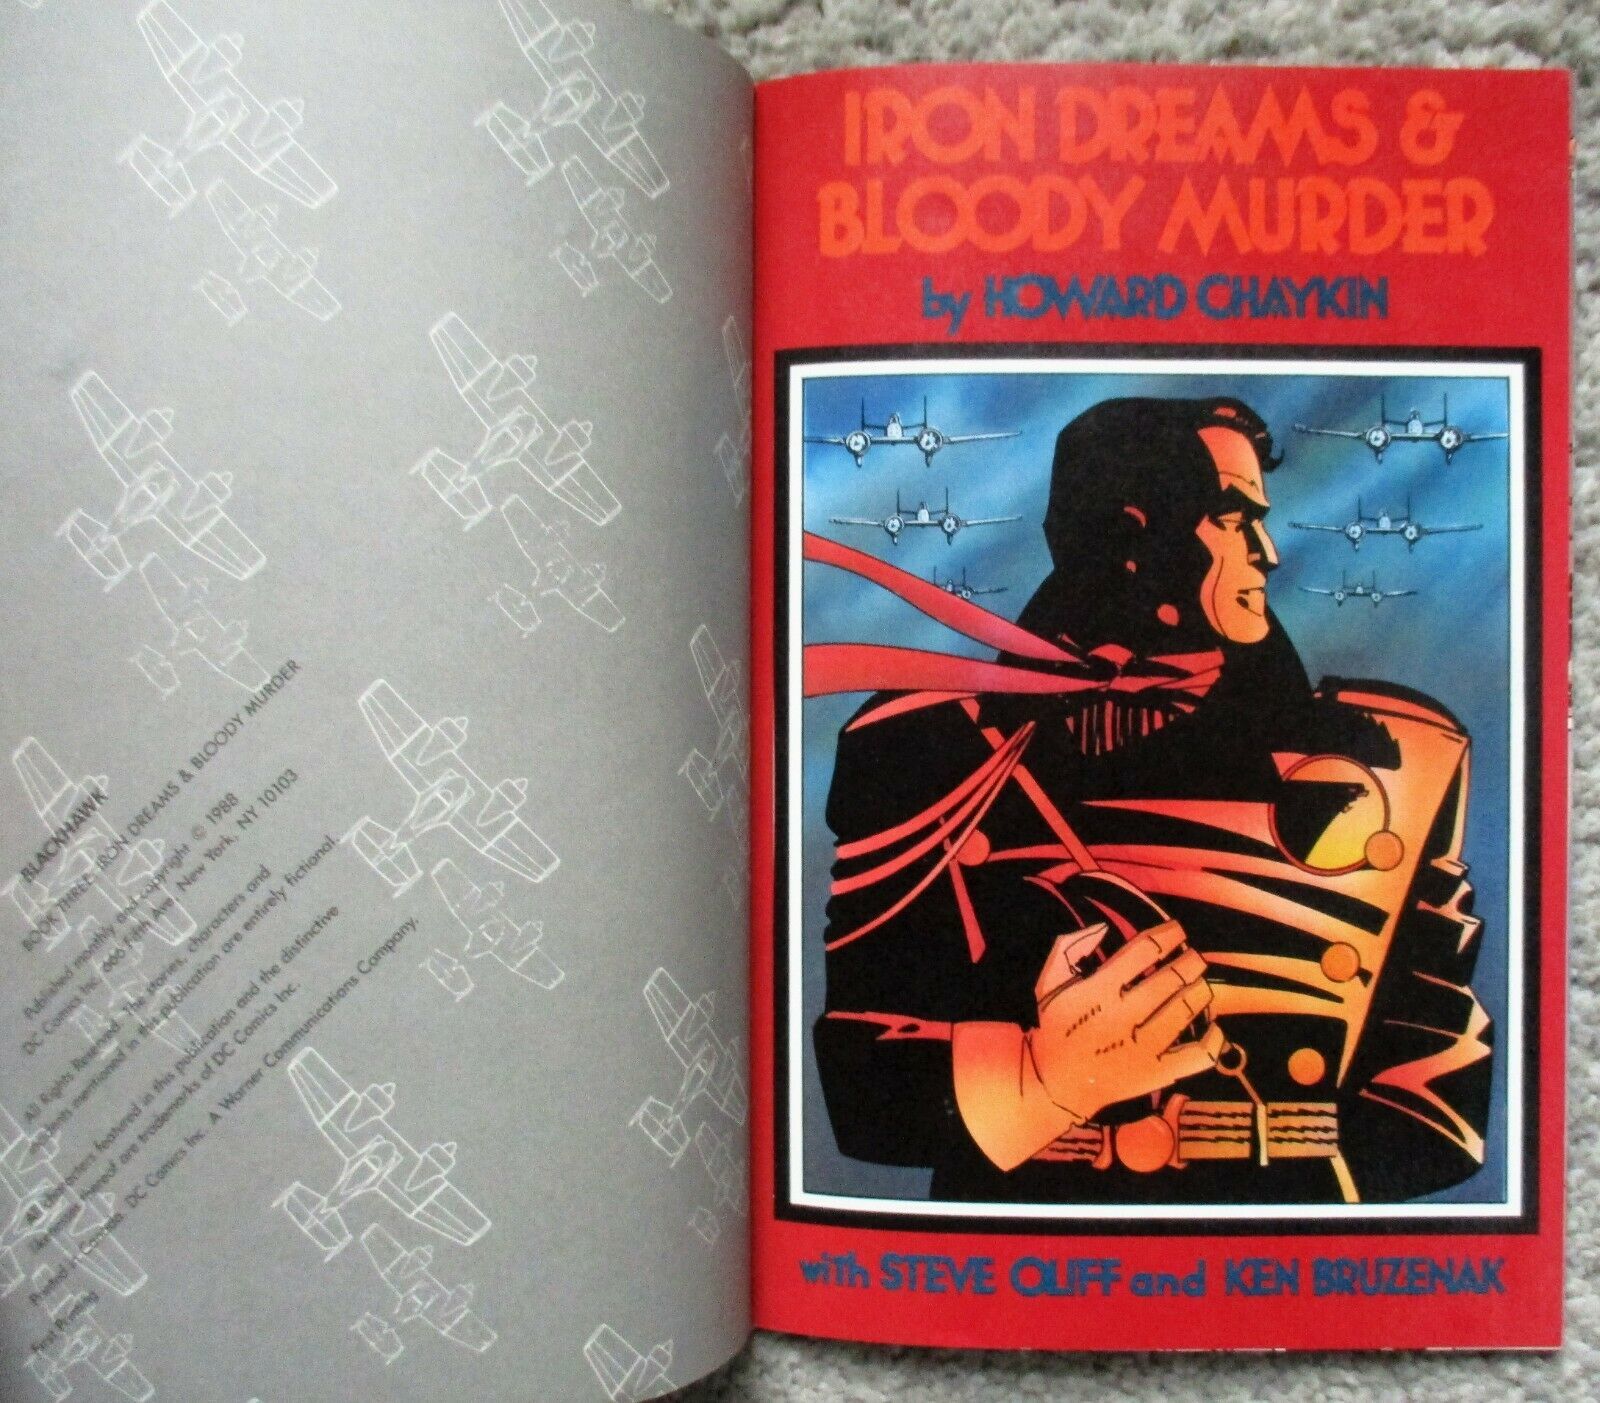 BLACKHAWK
BOOK THREE: IRON DREAMS & BLOODY MURDER
Published monthly and copyright © 1988
DC Comics Inc. 666 Fifth Ave. New York, NY 10103
All Rights Reserved. The stories, characters and
incidents mentioned in this publication are entirely fictional.
All characters featured in this publication and the distinctive
likenesses thereof are trademarks of DC Comics Inc.
Printed in Canada. DC Comics Inc. A Warner Communications Company.
First Printing
IRON DREAMS &
BLOODY MURDER
by HOWARD CHAYKIN
with STEVE OLIFF and KEN BRUZENAK